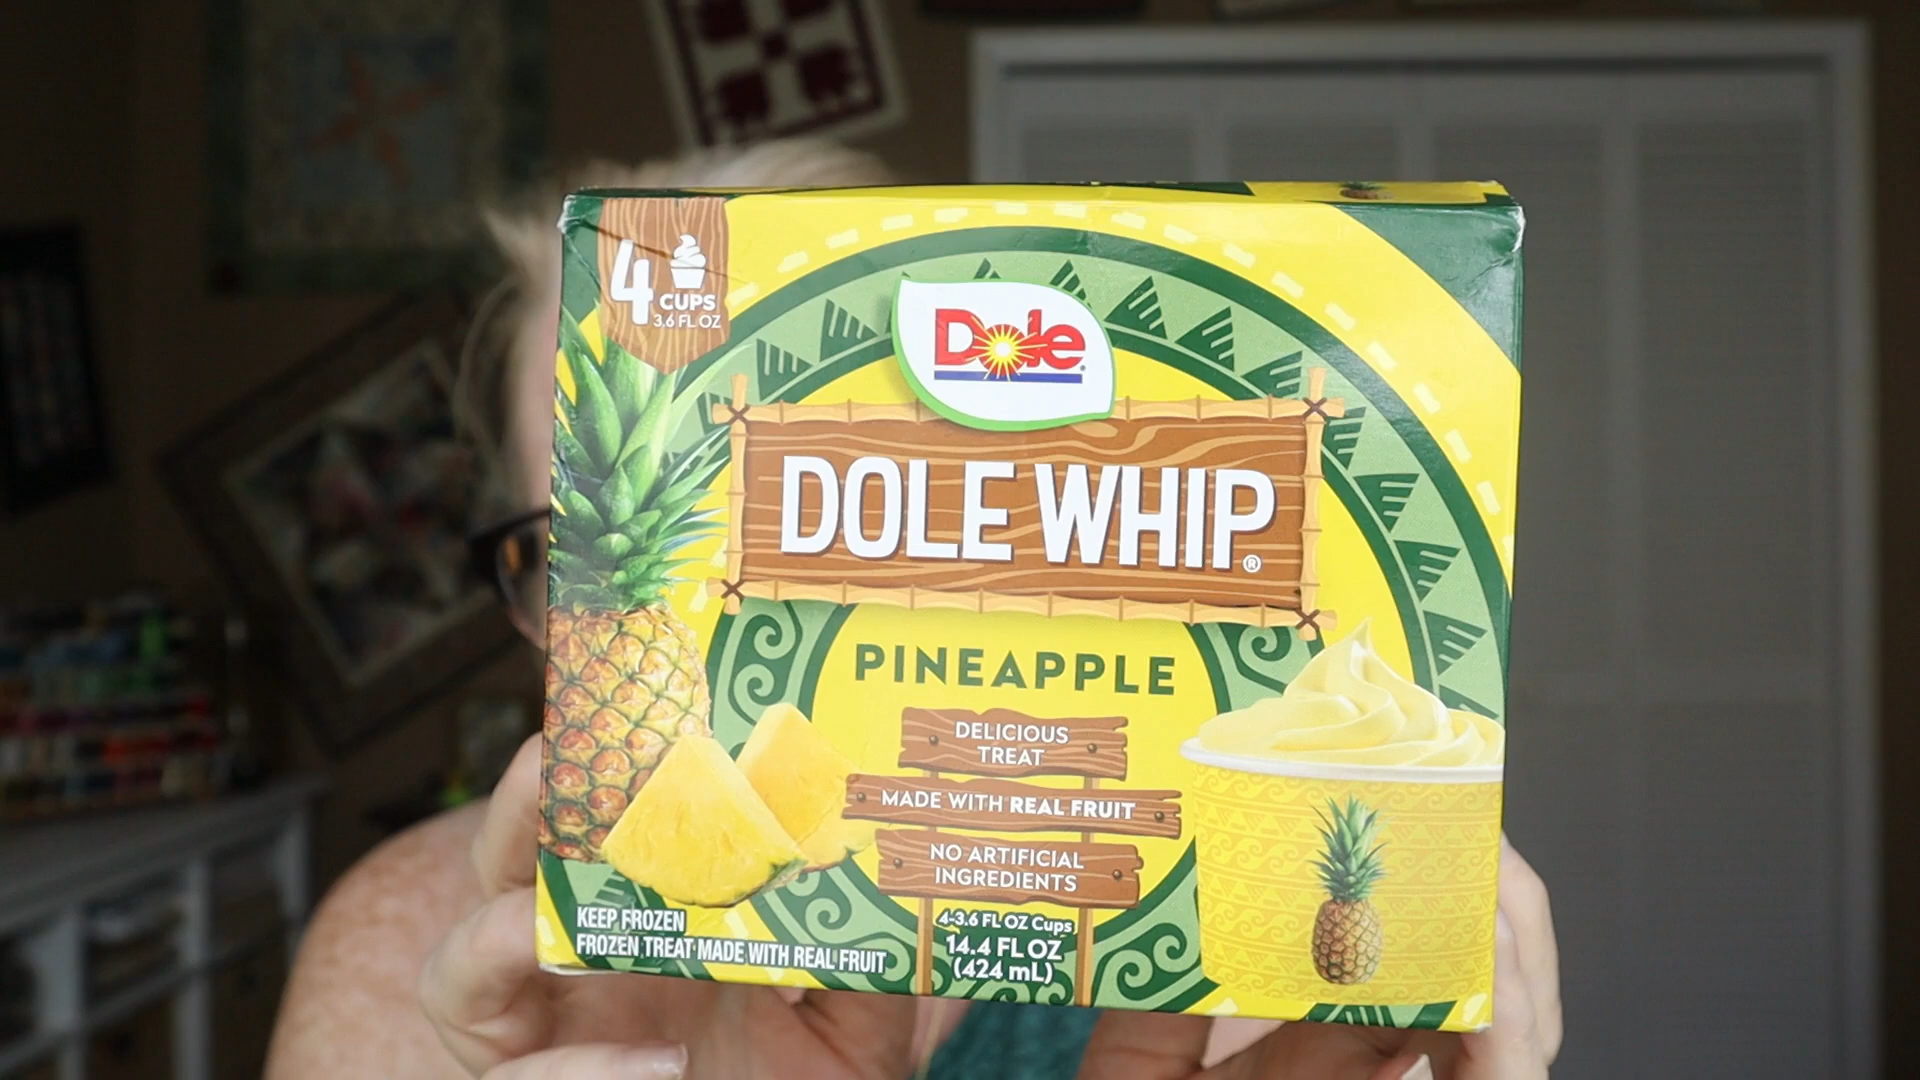 4
CUPS
3.6 FL OZ
Dole
DOLE WHIP®
PINEAPPLE
DELICIOUS
TREAT
MADE WITH REAL FRUIT
NO ARTIFICIAL
INGREDIENTS
KEEP FROZEN
FROZEN TREAT MADE WITH REAL FRUIT
4-3.6 FL OZ Cups
14.4 FL OZ
(424 mL)